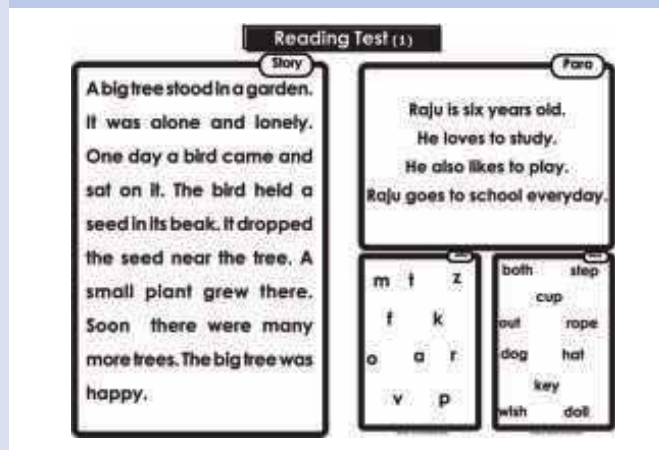 Reading Test (1)
Story
A big tree stood in a garden.
It was alone and lonely.
One day a bird came and
sat on it. The bird held a
seed in its beak. It dropped
the seed near the tree. A
small plant grew there.
Soon there were many
more trees. The big tree was
happy.
Para
Raju is six years old.
He loves to study.
He also likes to play.
Raju goes to school everyday.
m t z
f k
o a r
v p
both step
cup
out rope
dog hat
key
wish doll